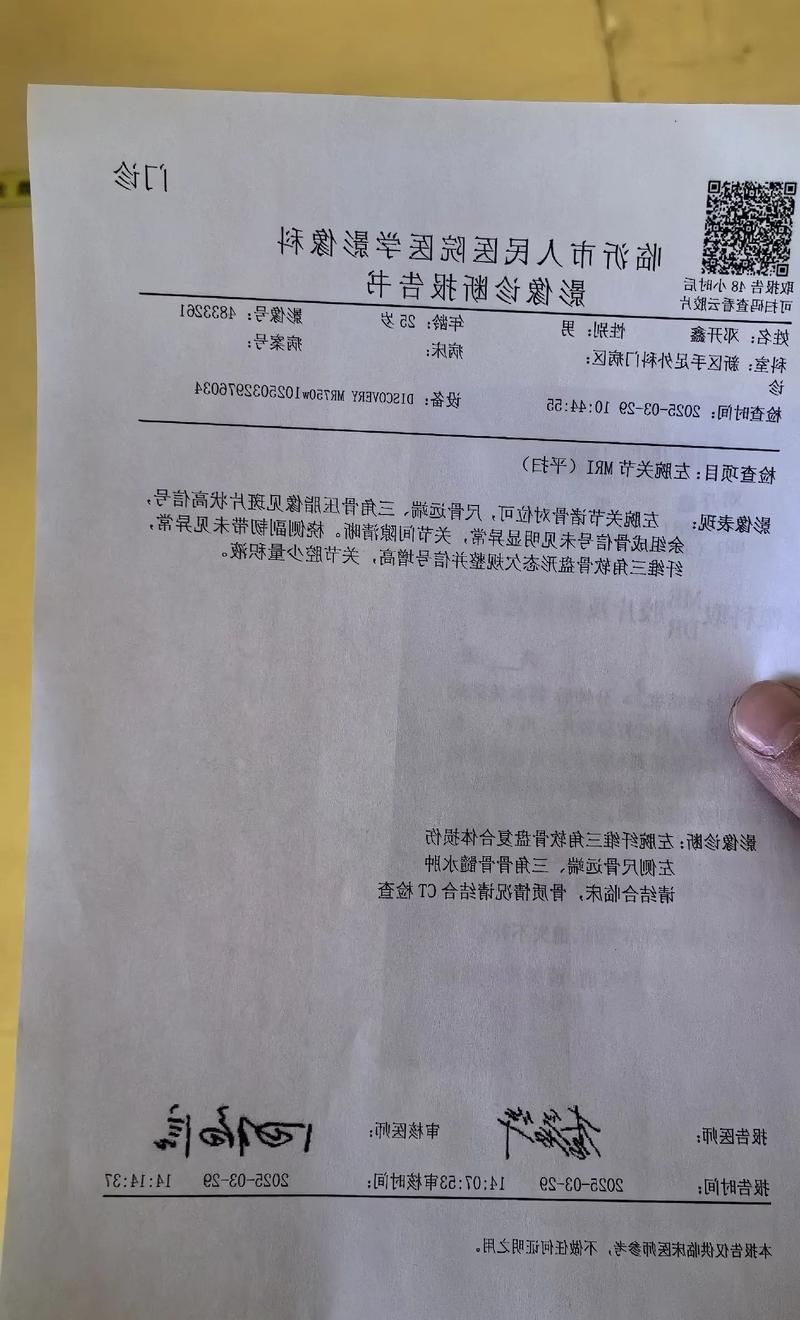 门诊
取报告 48 小时后
可扫码查看云胶片
临沂市人民医院医学影像科
影像诊断报告书
姓名: 邓开鑫 性别: 男 年龄: 25 岁 影像号: 4833261
科室: 新区手足外科门病区: 病床: 病案号:
诊
检查时间: 2025-03-29 10:44:55 设备: DISCOVERY MR750w1025032976034
检查项目: 左腕关节 MRI (平扫)
影像表现: 左腕关节诸骨对位可, 尺骨远端、三角骨压脂像见斑片状高信号,
余组成骨信号未见明显异常, 关节间隙清晰。桡侧副韧带未见异常,
纤维三角软骨盘形态欠规整并信号增高, 关节腔少量积液。
影像诊断: 左腕纤维三角软骨盘复合体损伤
左侧尺骨远端、三角骨骨髓水肿
请结合临床, 骨质情况请结合 CT 检查
报告医师: 审核医师:
报告时间: 2025-03-29 14:07:53审核时间: 2025-03-29 14:14:37
本报告仅供临床医师参考, 不做任何证明之用。